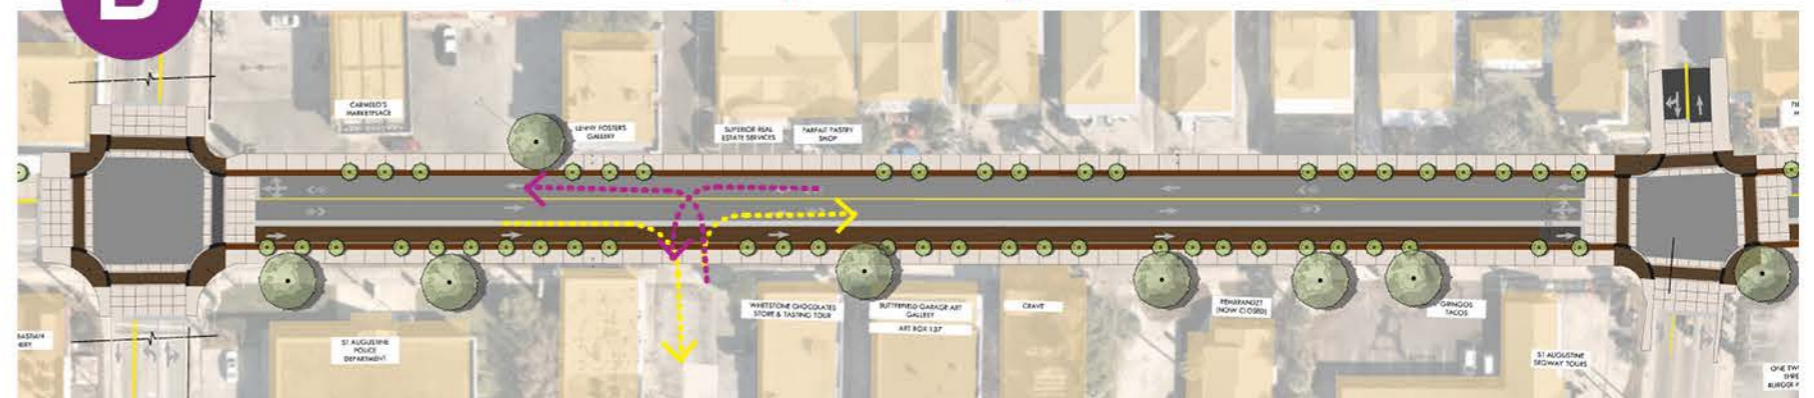 B
CARMELO'S
MARKETPLACE
LENNY FOSTERS
GALLERY
SUPERIOR REAL
ESTATE SERVICES
PARFAIT PASTRY
SHOP
ST AUGUSTINE
POLICE
DEPARTMENT
WHETSTONE CHOCOLATES
STORE & TASTING TOUR
BUTTERFIELD GARAGE ART
GALLERY
ART BOX 137
CRAVE
REMBRANDTZ
(NOW CLOSED)
GRINGOS
TACOS
ST AUGUSTINE
SEGWAY TOURS